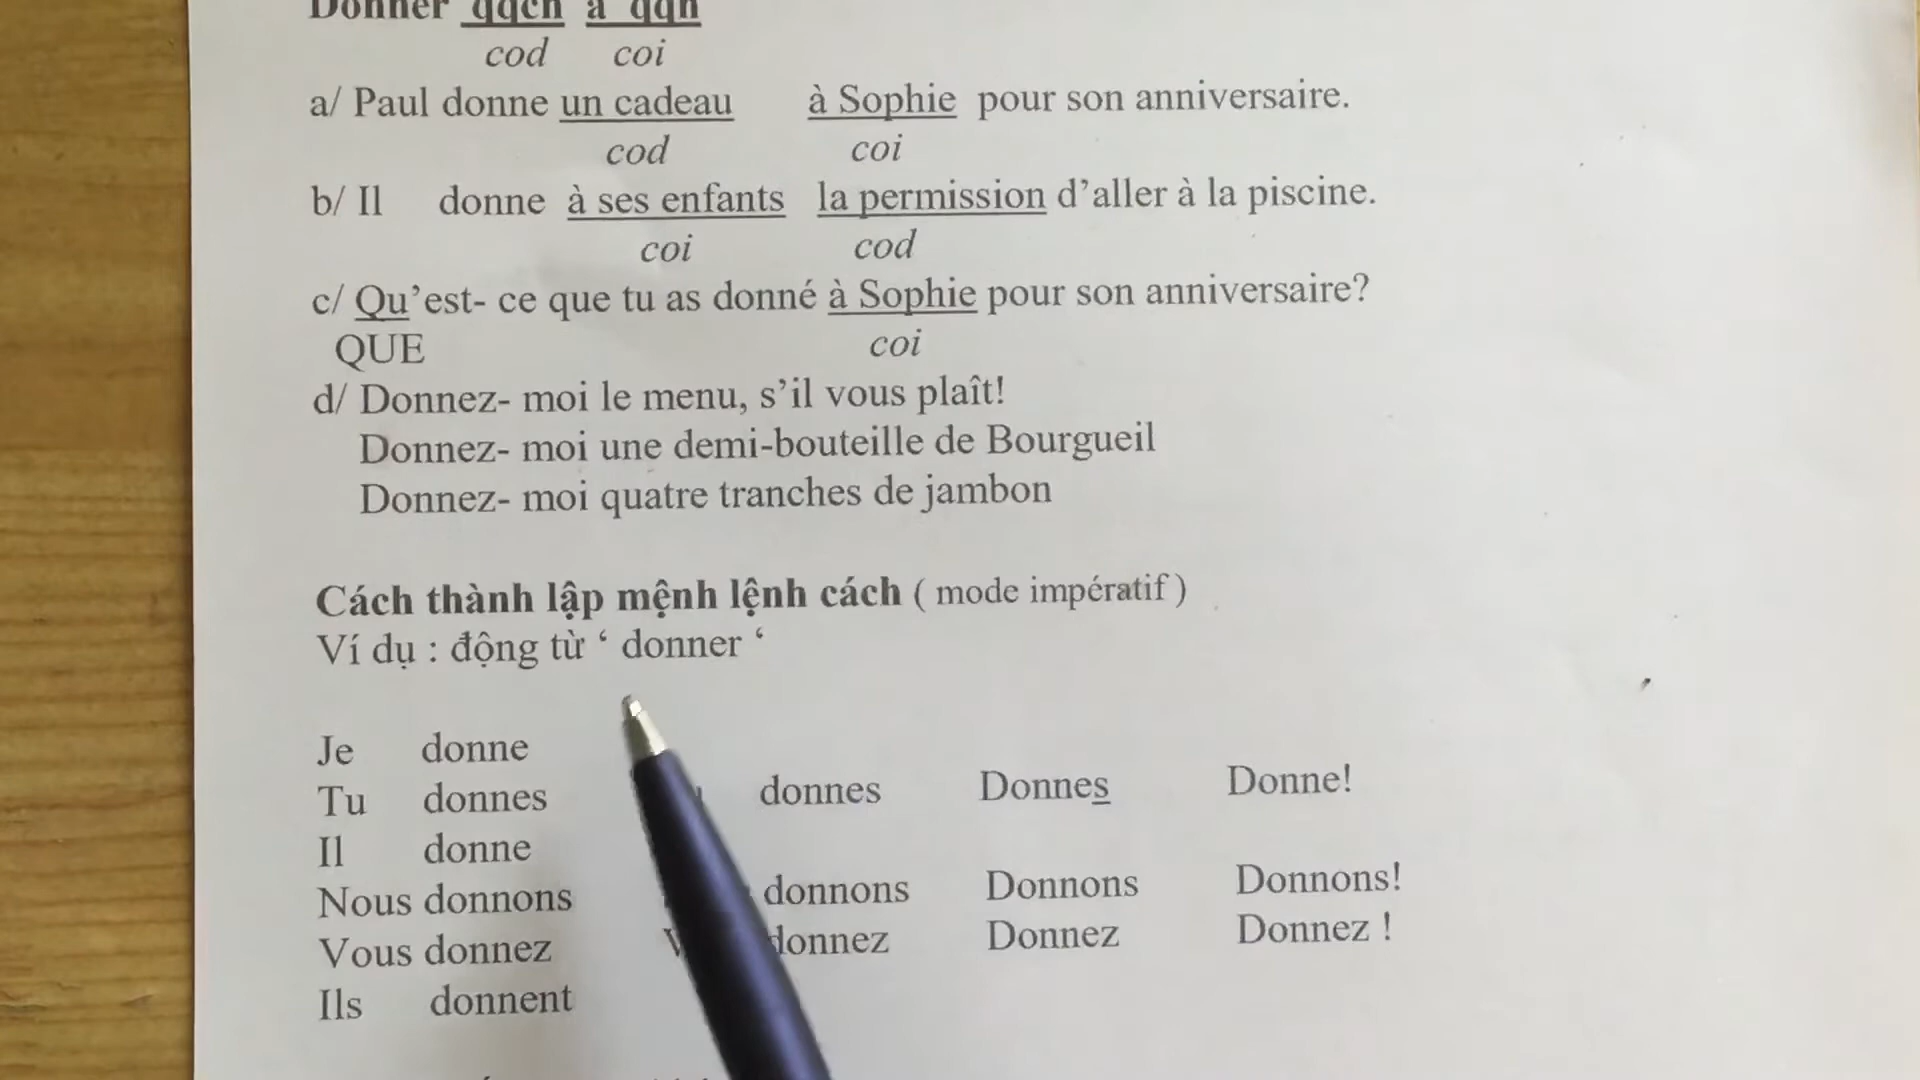 Donner qqch à qqn
cod coi
a/ Paul donne un cadeau à Sophie pour son anniversaire.
cod coi
b/ Il donne à ses enfants la permission d’aller à la piscine.
coi cod
c/ Qu’est- ce que tu as donné à Sophie pour son anniversaire?
QUE coi
d/ Donnez- moi le menu, s’il vous plaît!
Donnez- moi une demi-bouteille de Bourgueil
Donnez- moi quatre tranches de jambon
Cách thành lập mệnh lệnh cách ( mode impératif )
Ví dụ : động từ ‘ donner ‘
Je donne
Tu donnes donnes Donnes Donne!
Il donne
Nous donnons donnons Donnons Donnons!
Vous donnez donnez Donnez Donnez !
Ils donnent